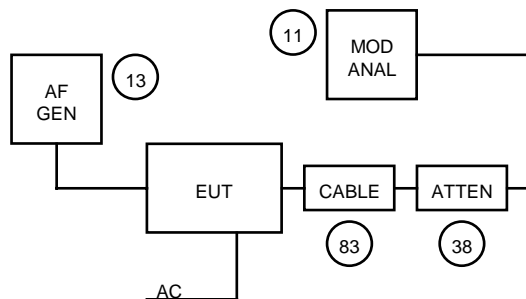 11
MOD
ANAL
13
AF
GEN
EUT
CABLE
ATTEN
83
38
AC